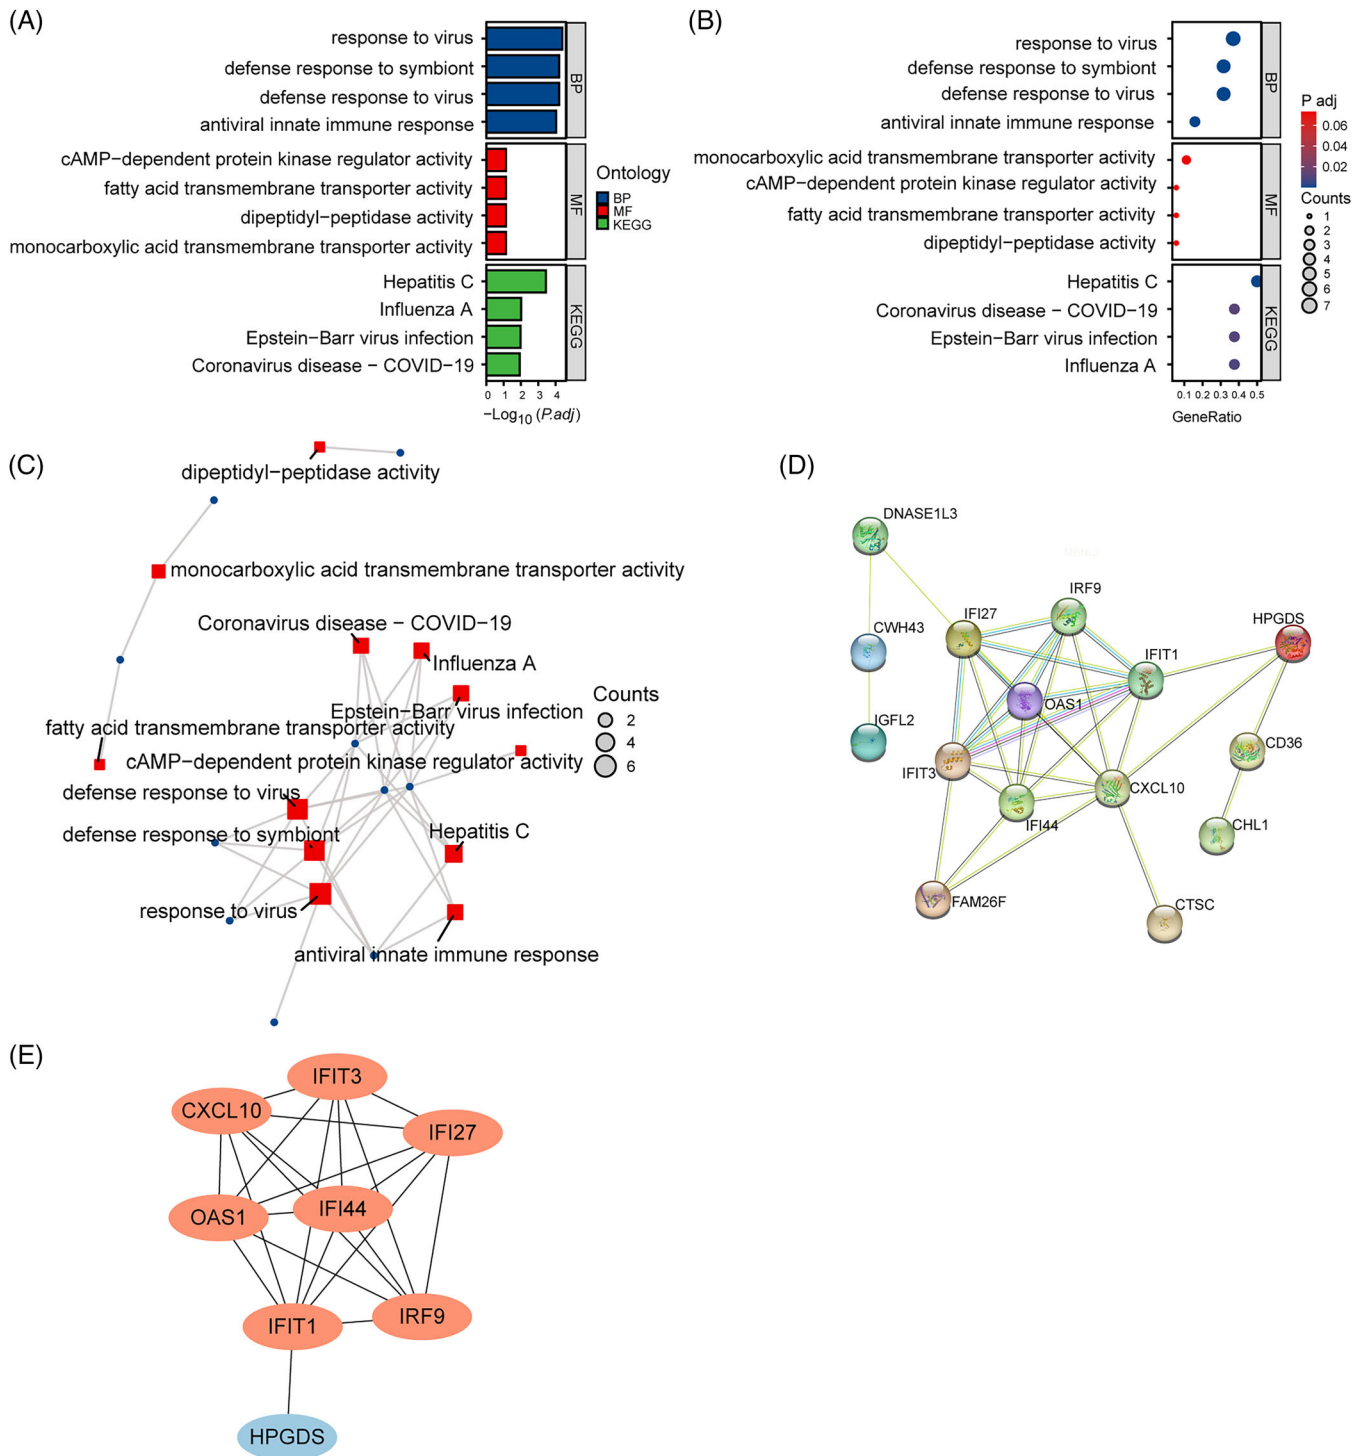 (A)
response to virus
defense response to symbiont
defense response to virus
antiviral innate immune response
BP
cAMP−dependent protein kinase regulator activity
fatty acid transmembrane transporter activity
dipeptidyl−peptidase activity
monocarboxylic acid transmembrane transporter activity
MF
Hepatitis C
Influenza A
Epstein−Barr virus infection
Coronavirus disease − COVID−19
KEGG
0 1 2 3 4
−Log10 (P.adj)
Ontology
BP
MF
KEGG
(B)
response to virus
defense response to symbiont
defense response to virus
antiviral innate immune response
BP
monocarboxylic acid transmembrane transporter activity
cAMP−dependent protein kinase regulator activity
fatty acid transmembrane transporter activity
dipeptidyl−peptidase activity
MF
Hepatitis C
Coronavirus disease − COVID−19
Epstein−Barr virus infection
Influenza A
KEGG
0.1 0.2 0.3 0.4 0.5
GeneRatio
P adj
0.06
0.04
0.02
Counts
1
2
3
4
5
6
7
(C)
dipeptidyl−peptidase activity
monocarboxylic acid transmembrane transporter activity
Coronavirus disease − COVID−19
Influenza A
Epstein−Barr virus infection
fatty acid transmembrane transporter activity
cAMP−dependent protein kinase regulator activity
defense response to virus
defense response to symbiont
Hepatitis C
response to virus
antiviral innate immune response
Counts
2
4
6
(D)
DNASE1L3
IRF9
IFI27
HPGDS
CWH43
IFIT1
OAS1
IGFL2
CD36
IFIT3
CXCL10
IFI44
CHL1
FAM26F
CTSC
(E)
IFIT3
CXCL10
IFI27
OAS1
IFI44
IFIT1
IRF9
HPGDS